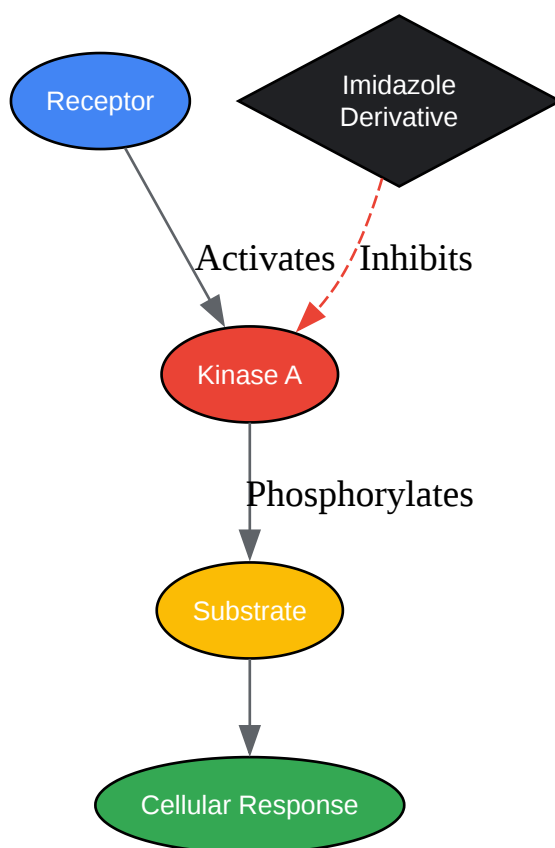 Receptor
Imidazole
Derivative
Activates
Inhibits
Kinase A
Phosphorylates
Substrate
Cellular Response